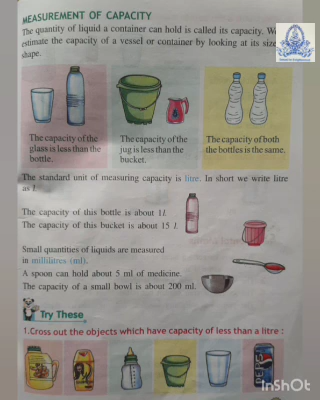 MEASUREMENT OF CAPACITY
The quantity of liquid a container can hold is called its capacity. We
estimate the capacity of a vessel or container by looking at its size
shape.
The capacity of the
glass is less than the
bottle.
The capacity of the
jug is less than the
bucket.
The capacity of both
the bottles is the same.
The standard unit of measuring capacity is litre. In short we write litre
as l.
The capacity of this bottle is about 1l.
The capacity of this bucket is about 15 l.
Small quantities of liquids are measured
in millilitres (ml).
A spoon can hold about 5 ml of medicine.
The capacity of a small bowl is about 200 ml.
Try These
1.Cross out the objects which have capacity of less than a litre :
PEPSI
InShOt